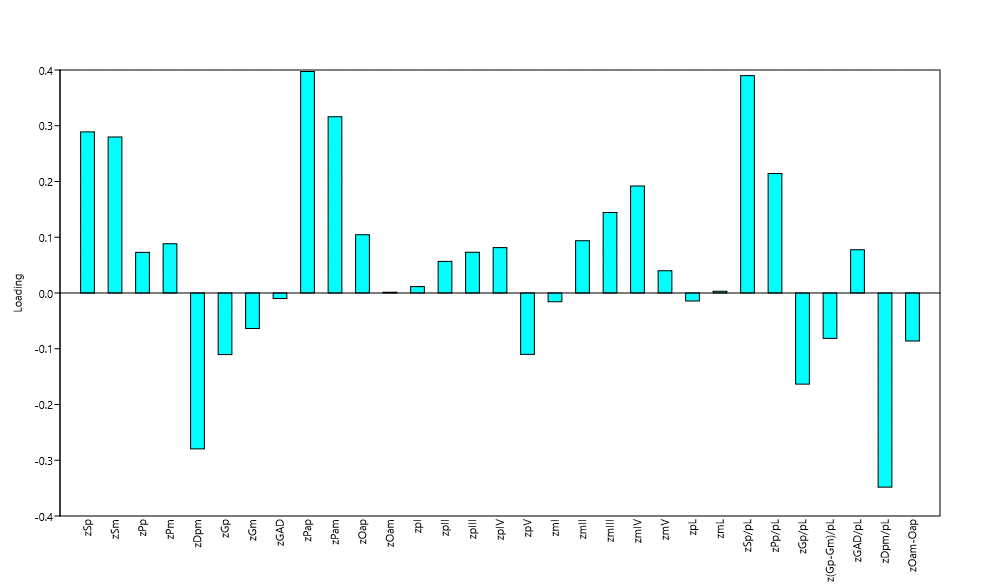 0.4
0.3
0.2
0.1
0.0
-0.1
-0.2
-0.3
-0.4
Loading
zSp
zSm
zPp
zPm
zDpm
zGp
zGm
zGAD
zPap
zPam
zOap
zOam
zpI
zpII
zpIII
zpIV
zpV
zmI
zmII
zmIII
zmIV
zmV
zpL
zmL
zSp/pL
zPp/pL
zGp/pL
z(Gp-Gm)/pL
zGAD/pL
zDpm/pL
zOam-Oap